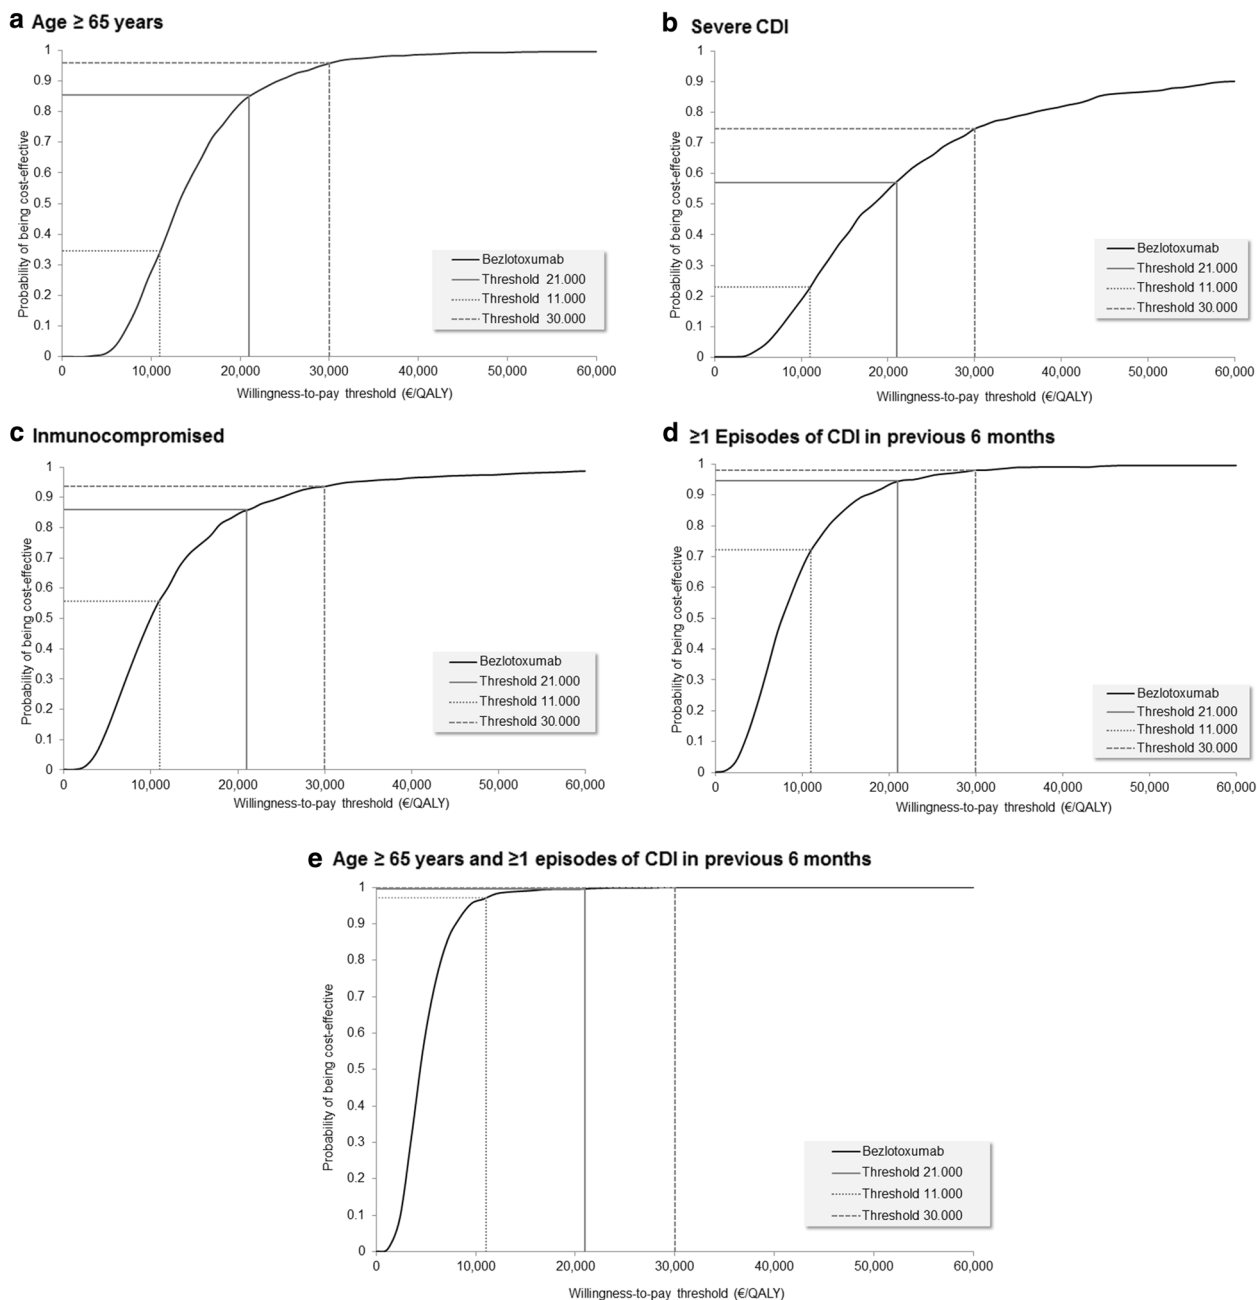 a Age ≥ 65 years
1
0.9
0.8
0.7
0.6
0.5
0.4
0.3
0.2
0.1
0
Probability of being cost-effective
0 10,000 20,000 30,000 40,000 50,000 60,000
Willingness-to-pay threshold (€/QALY)
Bezlotoxumab
Threshold 21.000
Threshold 11.000
Threshold 30.000
b Severe CDI
1
0.9
0.8
0.7
0.6
0.5
0.4
0.3
0.2
0.1
0
Probability of being cost-effective
0 10,000 20,000 30,000 40,000 50,000 60,000
Willingness-to-pay threshold (€/QALY)
Bezlotoxumab
Threshold 21.000
Threshold 11.000
Threshold 30.000
c Inmunocompromised
1
0.9
0.8
0.7
0.6
0.5
0.4
0.3
0.2
0.1
0
Probability of being cost-effective
0 10,000 20,000 30,000 40,000 50,000 60,000
Willingness-to-pay threshold (€/QALY)
Bezlotoxumab
Threshold 21.000
Threshold 11.000
Threshold 30.000
d ≥1 Episodes of CDI in previous 6 months
1
0.9
0.8
0.7
0.6
0.5
0.4
0.3
0.2
0.1
0
Probability of being cost-effective
0 10,000 20,000 30,000 40,000 50,000 60,000
Willingness-to-pay threshold (€/QALY)
Bezlotoxumab
Threshold 21.000
Threshold 11.000
Threshold 30.000
e Age ≥ 65 years and ≥1 episodes of CDI in previous 6 months
1
0.9
0.8
0.7
0.6
0.5
0.4
0.3
0.2
0.1
0
Probability of being cost-effective
0 10,000 20,000 30,000 40,000 50,000 60,000
Willingness-to-pay threshold (€/QALY)
Bezlotoxumab
Threshold 21.000
Threshold 11.000
Threshold 30.000